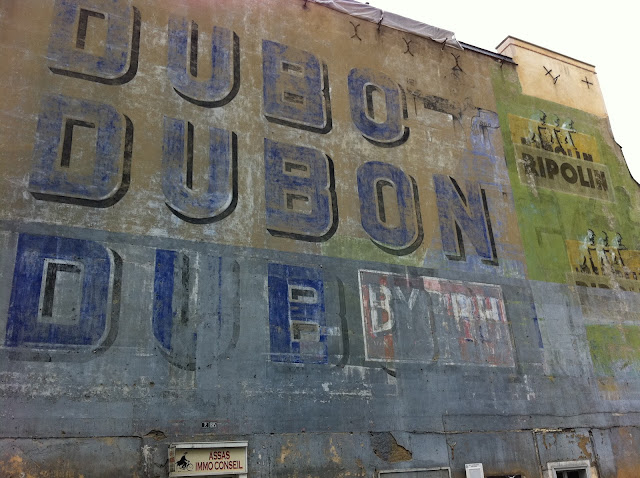 DUBO
DUBON
DUB
BYRRH
RIPOLIN
ASSAS
IMMO CONSEIL